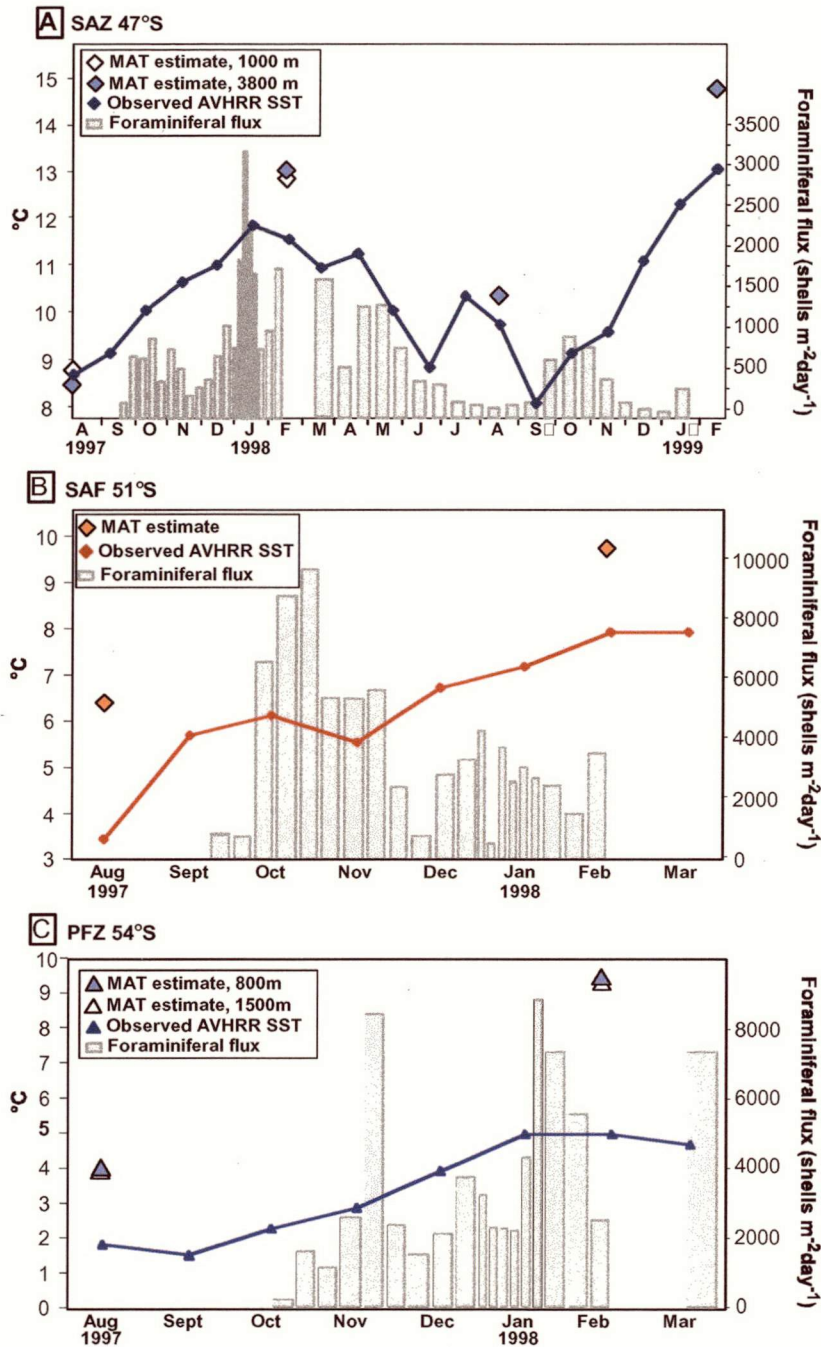 A SAZ 47°S
MAT estimate, 1000 m
MAT estimate, 3800 m
Observed AVHRR SST
Foraminiferal flux
15
14
13
12
11
10
9
8
°C
3500
3000
2500
2000
1500
1000
500
0
Foraminiferal flux (shells m-2day-1)
A S O N D J F M A M J J A S O N D J F
1997 1998 1999
B SAF 51°S
MAT estimate
Observed AVHRR SST
Foraminiferal flux
10
9
8
7
6
5
4
3
°C
10000
8000
6000
4000
2000
0
Foraminiferal flux (shells m-2day-1)
Aug Sept Oct Nov Dec Jan Feb Mar
1997 1998
C PFZ 54°S
MAT estimate, 800m
MAT estimate, 1500m
Observed AVHRR SST
Foraminiferal flux
10
9
8
7
6
5
4
3
2
1
0
°C
8000
6000
4000
2000
0
Foraminiferal flux (shells m-2day-1)
Aug Sept Oct Nov Dec Jan Feb Mar
1997 1998